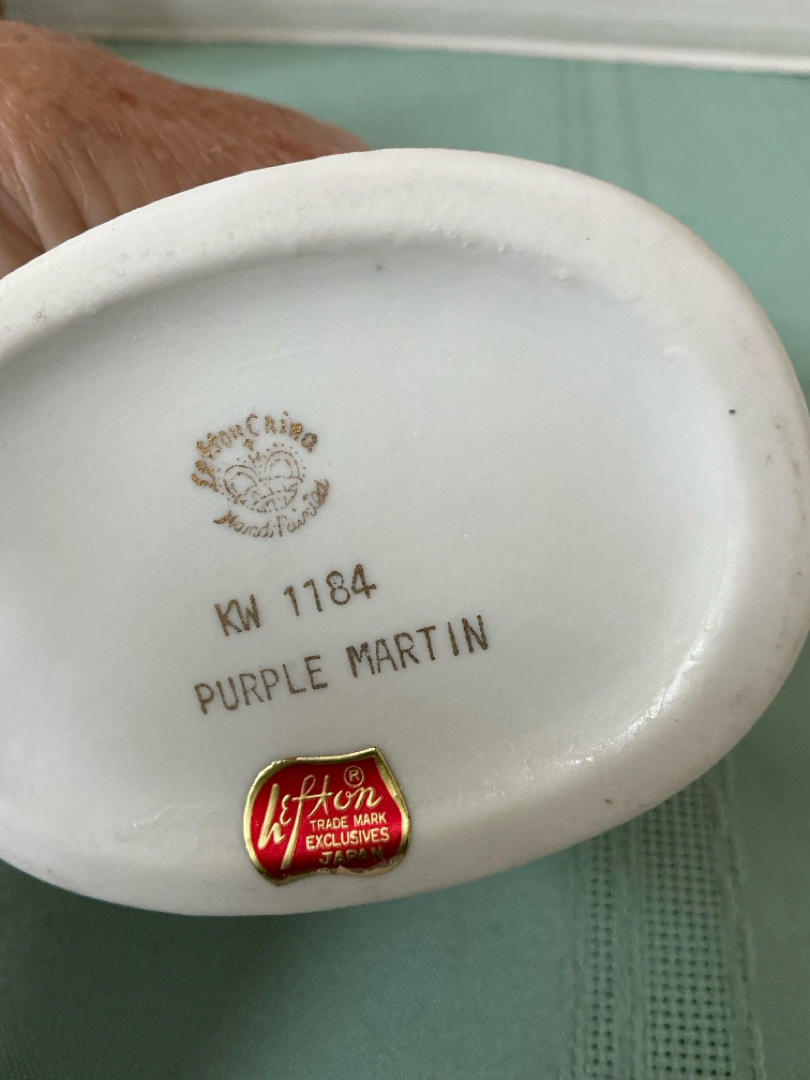 Lefton China
Hand Painted
KW 1184
PURPLE MARTIN
Lefton ®
TRADE MARK
EXCLUSIVES
JAPAN